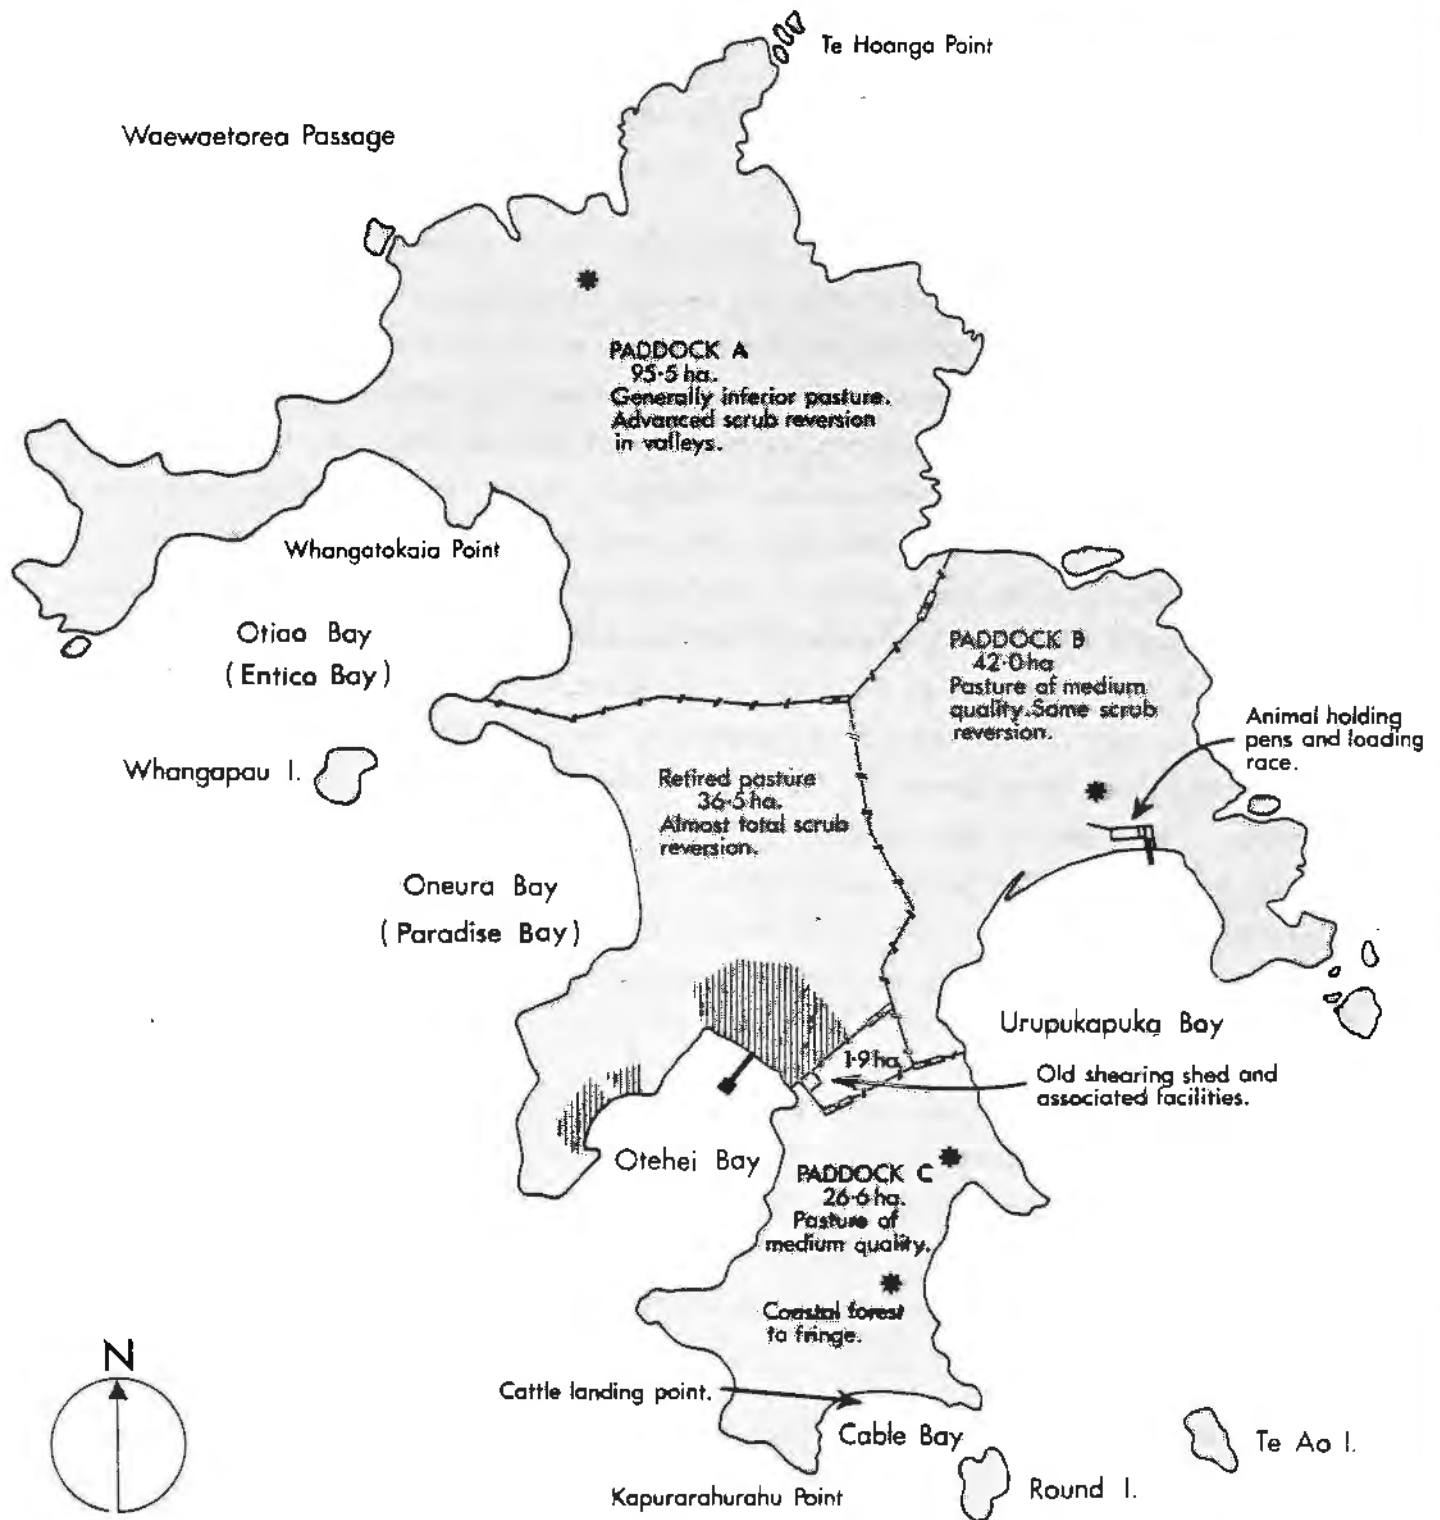 Te Hoanga Point
Waewaetorea Passage
PADDOCK A
95·5 ha.
Generally inferior pasture.
Advanced scrub reversion
in valleys.
Whangatokaia Point
Otiao Bay
(Entico Bay)
PADDOCK B
42·0 ha
Pasture of medium
quality. Some scrub
reversion.
Animal holding
pens and loading
race.
Whangapau I.
Retired pasture
36·5 ha.
Almost total scrub
reversion.
Oneura Bay
(Paradise Bay)
Urupukapuka Bay
1·9 ha
Old shearing shed and
associated facilities.
Otehei Bay
PADDOCK C
26·6 ha.
Pasture of
medium quality.
Coastal forest
to fringe.
N
Cattle landing point.
Cable Bay
Te Ao I.
Round I.
Kapurarahurahu Point